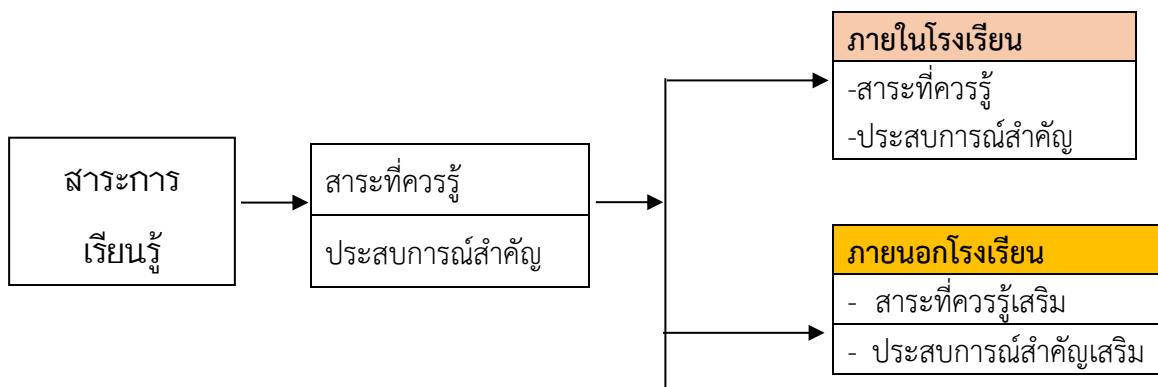 สาระการ
เรียนรู้
สาระที่ควรรู้
ประสบการณ์สำคัญ
ภายในโรงเรียน
-สาระที่ควรรู้
-ประสบการณ์สำคัญ
ภายนอกโรงเรียน
- สาระที่ควรรู้เสริม
- ประสบการณ์สำคัญเสริม